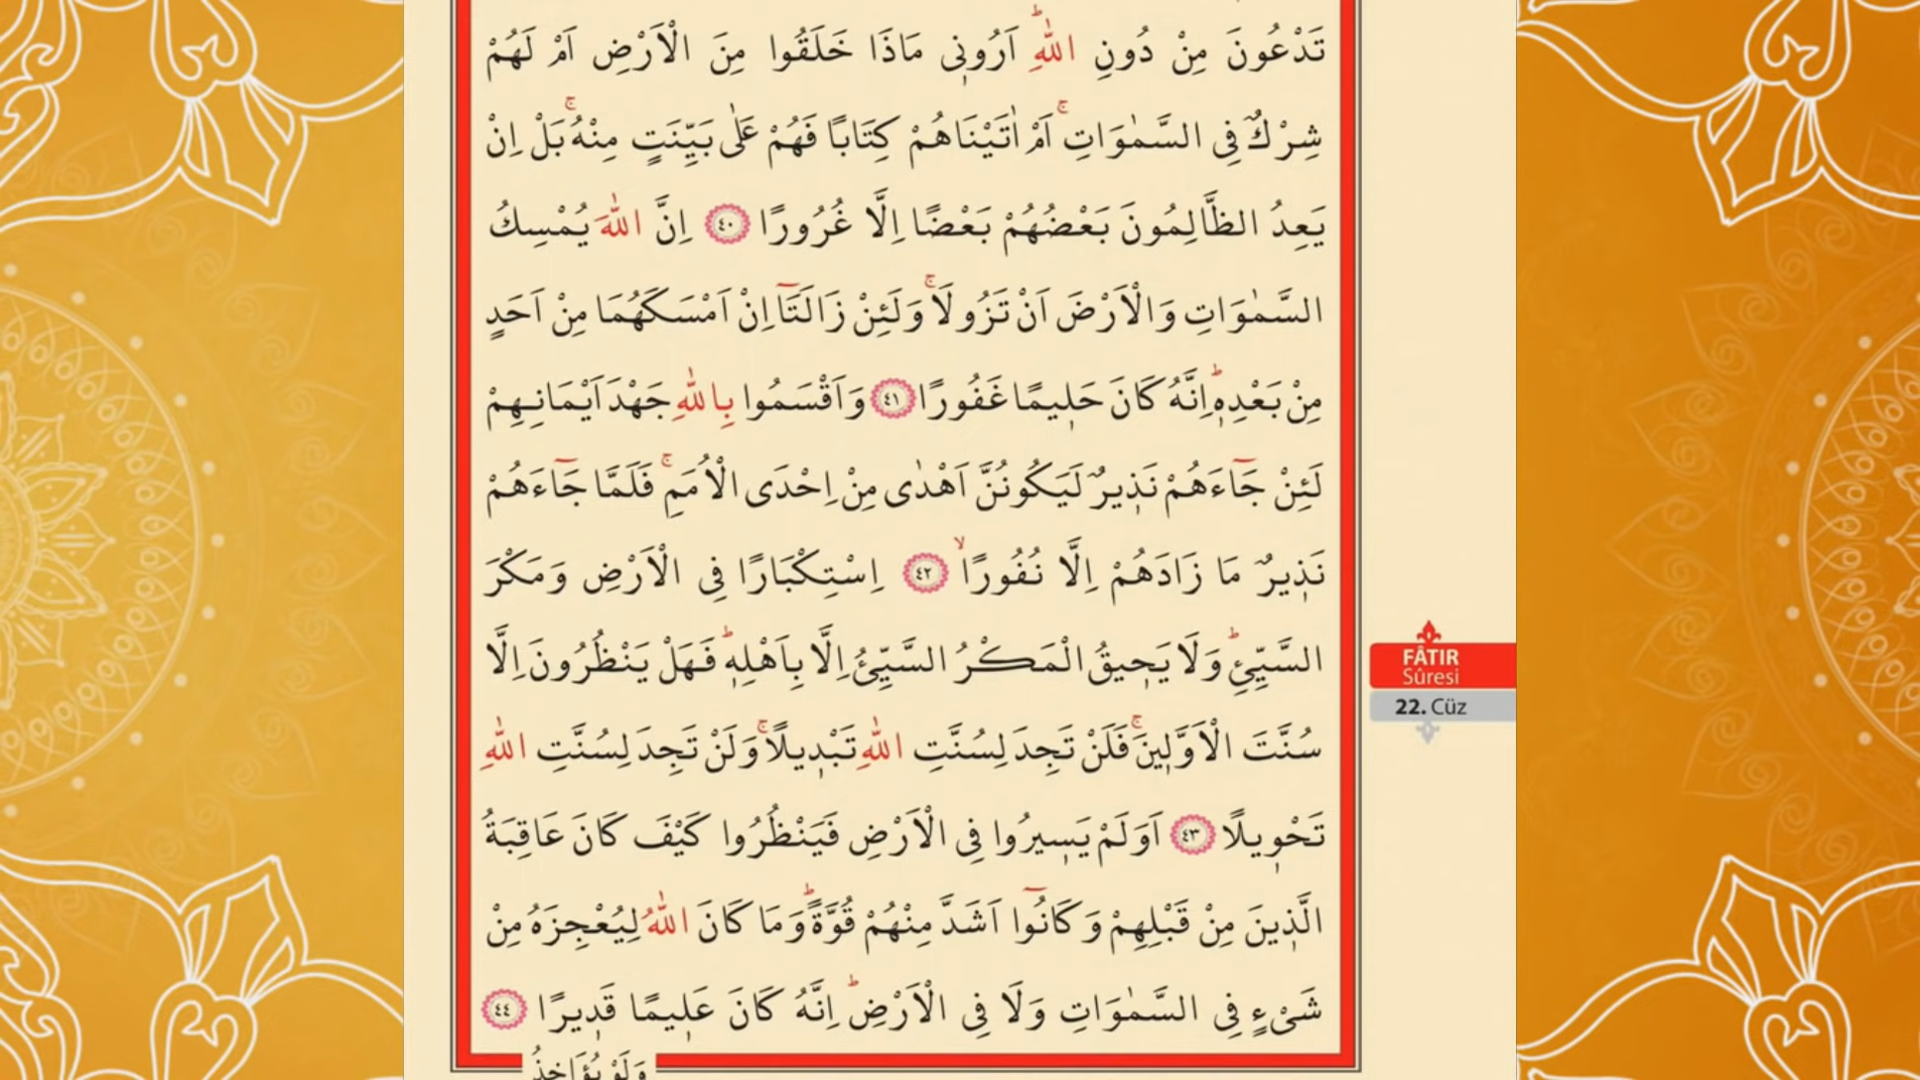 تَدْعُونَ مِنْ دُونِ اللّٰهِۜ اَرُون۪ى مَاذَا خَلَقُوا مِنَ الْاَرْضِ اَمْ لَهُمْ
شِرْكٌ فِى السَّمٰوَاتِۚ اَمْ اٰتَيْنَاهُمْ كِتَابًا فَهُمْ عَلٰى بَيِّنَتٍ مِنْهُۚ بَلْ اِنْ
يَعِدُ الظَّالِمُونَ بَعْضُهُمْ بَعْضًا اِلَّا غُرُورًا ﴿٤٠﴾ اِنَّ اللّٰهَ يُمْسِكُ
السَّمٰوَاتِ وَالْاَرْضَ اَنْ تَزُولَاۚ وَلَئِنْ زَالَتَٓا اِنْ اَمْسَكَهُمَا مِنْ اَحَدٍ
مِنْ بَعْدِه۪ۜ اِنَّهُ كَانَ حَل۪يمًا غَفُورًا ﴿٤١﴾ وَاَقْسَمُوا بِاللّٰهِ جَهْدَ اَيْمَانِهِمْ
لَئِنْ جَٓاءَهُمْ نَذ۪يرٌ لَيَكُونُنَّ اَهْدٰى مِنْ اِحْدَى الْاُمَمِۚ فَلَمَّا جَٓاءَهُمْ
نَذ۪يرٌ مَا زَادَهُمْ اِلَّا نُفُورًاۙ ﴿٤٢﴾ اِسْتِكْبَارًا فِى الْاَرْضِ وَمَكْرَ
السَّيِّئِۜ وَلَا يَح۪يقُ الْمَكْرُ السَّيِّئُ اِلَّا بِاَهْلِه۪ۜ فَهَلْ يَنْظُرُونَ اِلَّا
سُنَّتَ الْاَوَّل۪ينَۚ فَلَنْ تَجِدَ لِسُنَّتِ اللّٰهِ تَبْد۪يلًاۚ وَلَنْ تَجِدَ لِسُنَّتِ اللّٰهِ
تَحْو۪يلًا ﴿٤٣﴾ اَوَلَمْ يَس۪يرُوا فِى الْاَرْضِ فَيَنْظُرُوا كَيْفَ كَانَ عَاقِبَةُ
الَّذ۪ينَ مِنْ قَبْلِهِمْ وَكَانُٓوا اَشَدَّ مِنْهُمْ قُوَّةًۜ وَمَا كَانَ اللّٰهُ لِيُعْجِزَهُ مِنْ
شَىْءٍ فِى السَّمٰوَاتِ وَلَا فِى الْاَرْضِۜ اِنَّهُ كَانَ عَل۪يمًا قَد۪يرًا ﴿٤٤﴾
وَلَوْ يُؤَاخِذُ
FÂTIR
Sûresi
22. Cüz